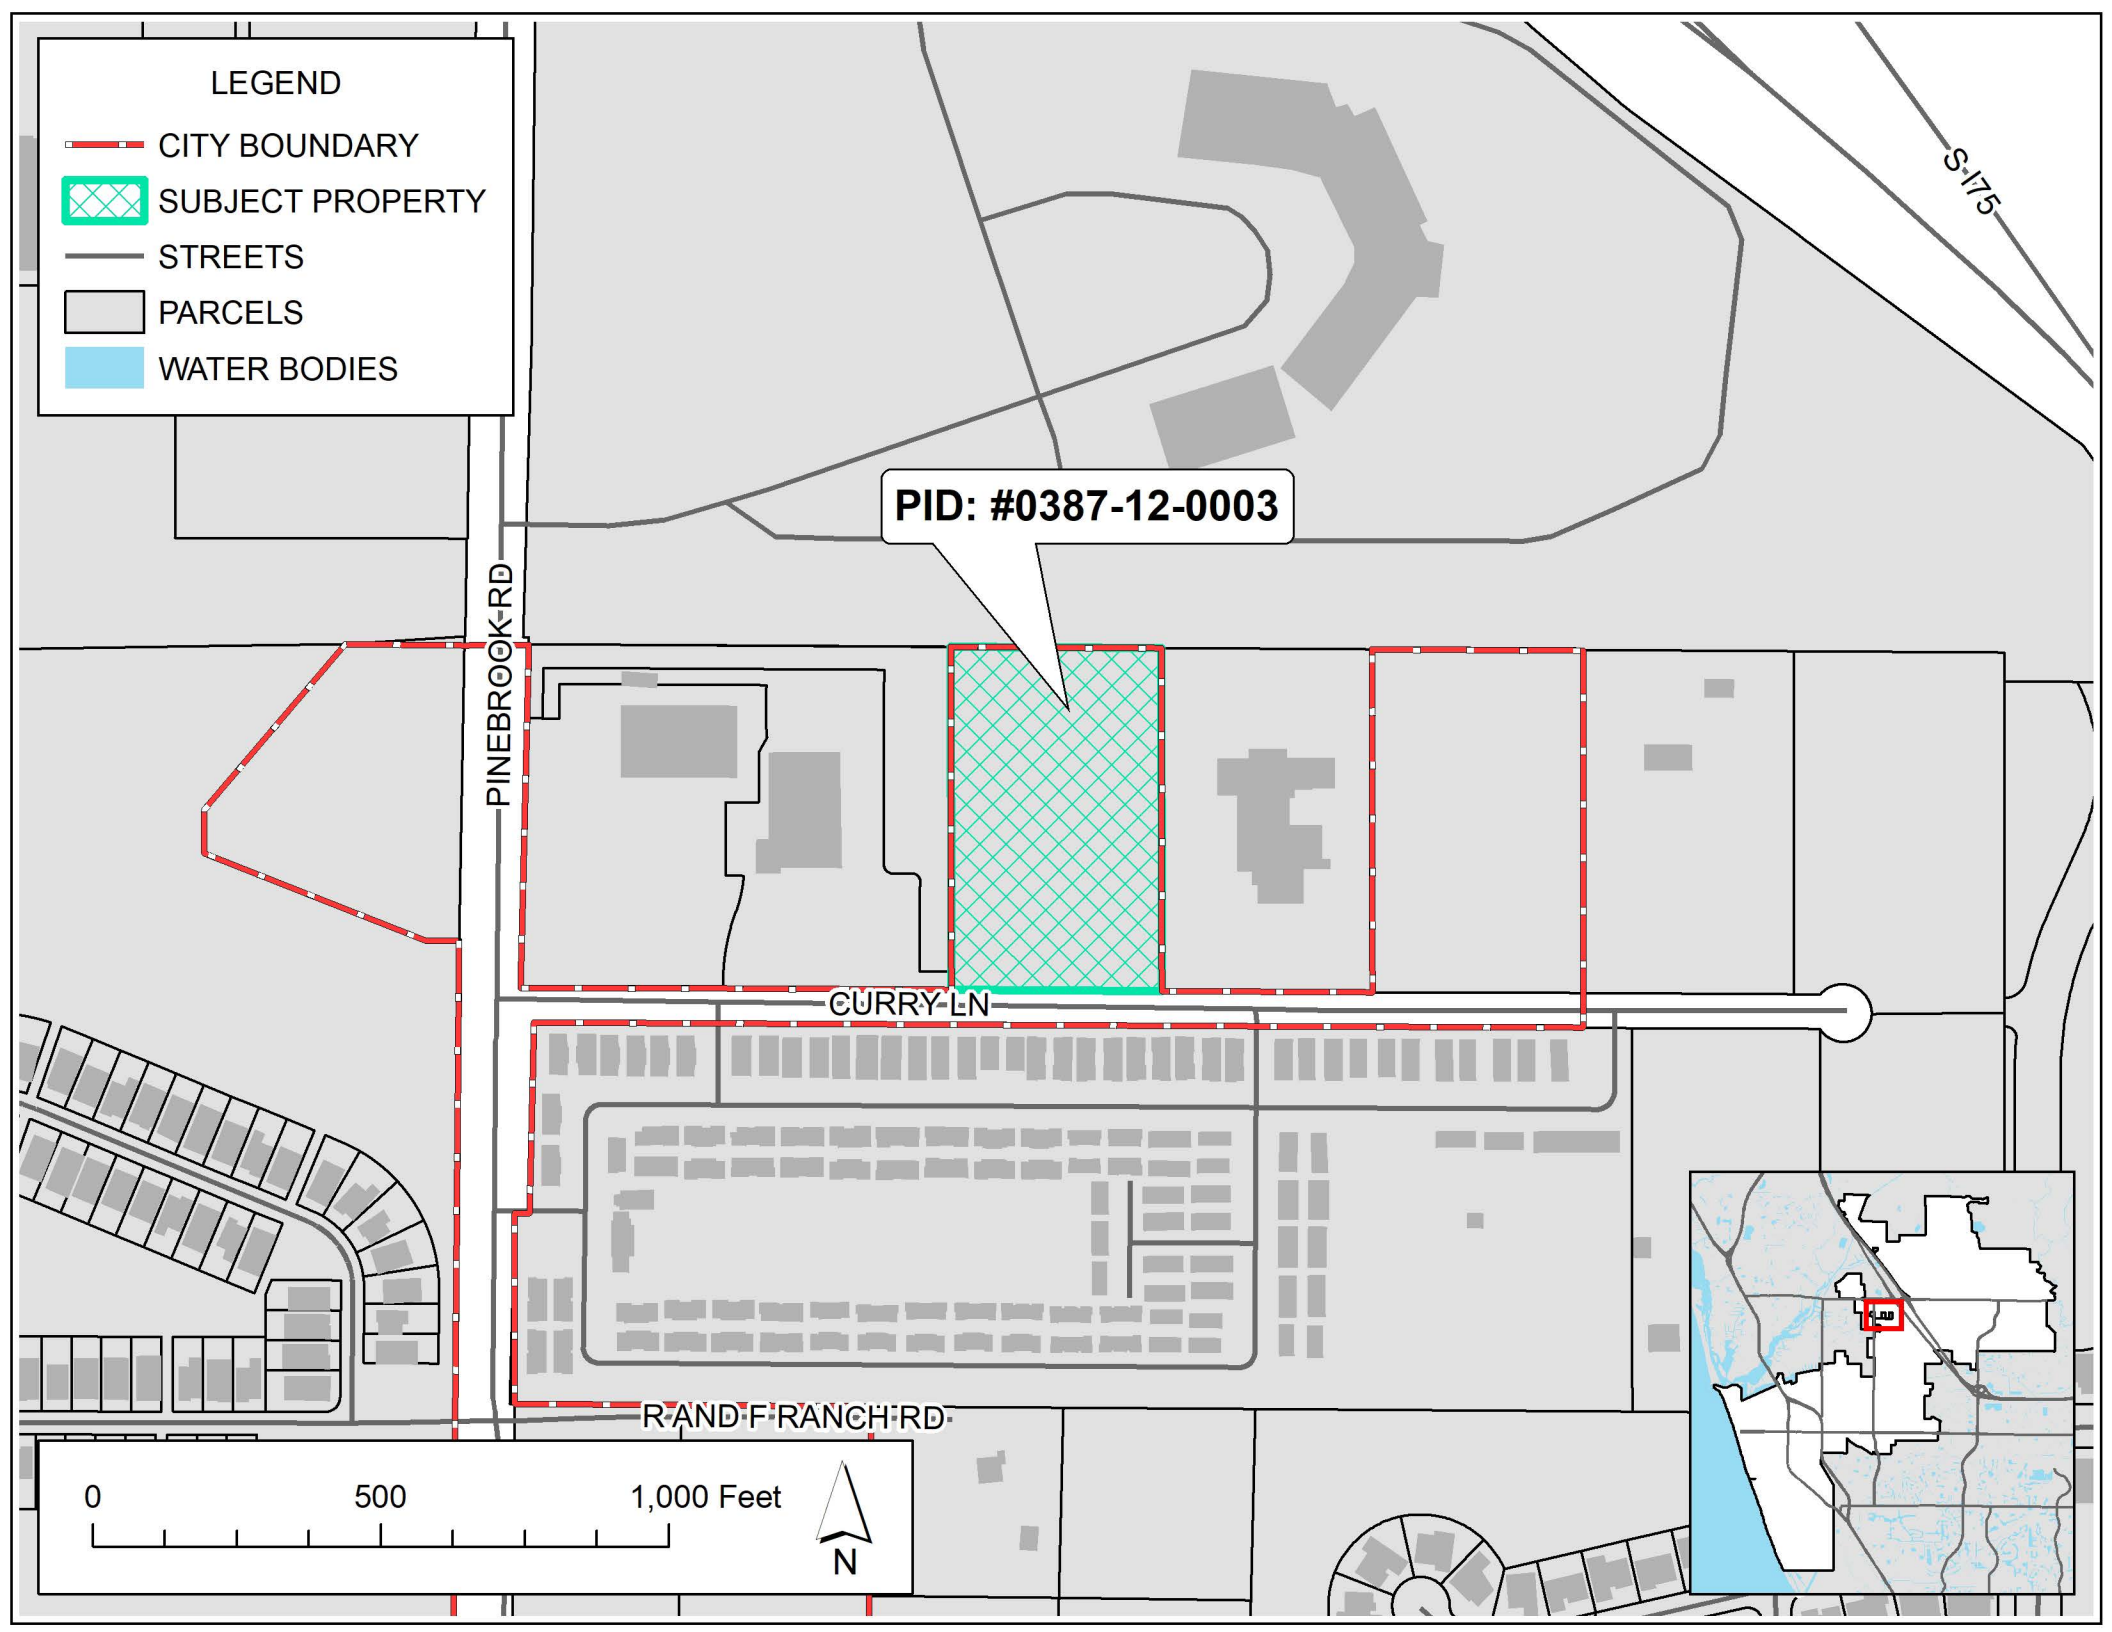 LEGEND
CITY BOUNDARY
SUBJECT PROPERTY
STREETS
PARCELS
WATER BODIES
S-I75
PID: #0387-12-0003
PINEBROOK RD
CURRY LN
R AND F RANCH RD
0 500 1,000 Feet
N